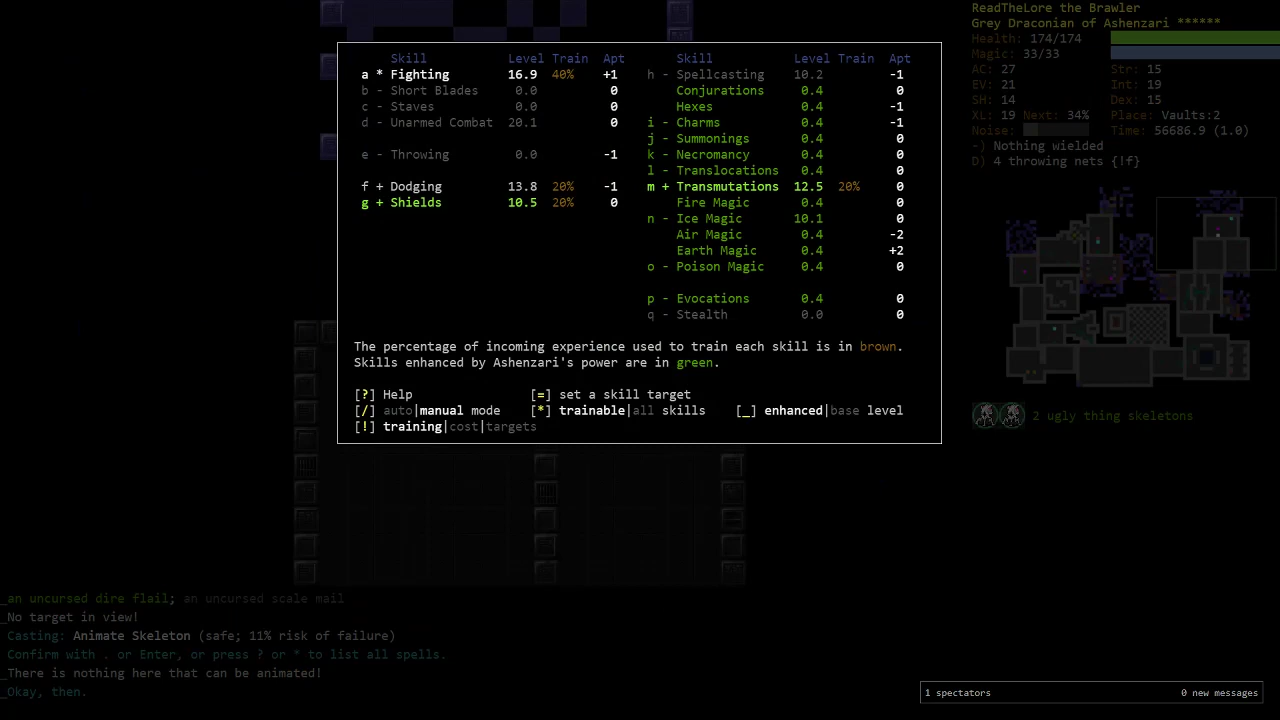 ReadTheLore the Brawler
Grey Draconian of Ashenzari ******
Health: 174/174
Magic: 33/33
AC: 27 Str: 15
EV: 21 Int: 19
SH: 14 Dex: 15
XL: 19 Next: 34% Place: Vaults:2
Noise: Time: 56686.9 (1.0)
-) Nothing wielded
D) 4 throwing nets {!f}
2 ugly thing skeletons
Skill Level Train Apt Skill Level Train Apt
a * Fighting 16.9 40% +1 h - Spellcasting 10.2 -1
b - Short Blades 0.0 0 Conjurations 0.4 0
c - Staves 0.0 0 Hexes 0.4 -1
d - Unarmed Combat 20.1 0 i - Charms 0.4 -1
j - Summonings 0.4 0
e - Throwing 0.0 -1 k - Necromancy 0.4 0
l - Translocations 0.4 0
f + Dodging 13.8 20% -1 m + Transmutations 12.5 20% 0
g + Shields 10.5 20% 0 Fire Magic 0.4 0
n - Ice Magic 10.1 0
Air Magic 0.4 -2
Earth Magic 0.4 +2
o - Poison Magic 0.4 0
p - Evocations 0.4 0
q - Stealth 0.0 0
The percentage of incoming experience used to train each skill is in brown.
Skills enhanced by Ashenzari's power are in green.
[?] Help [=] set a skill target
[/] auto|manual mode [*] trainable|all skills [_] enhanced|base level
[!] training|cost|targets
_an uncursed dire flail; an uncursed scale mail
_No target in view!
Casting: Animate Skeleton (safe; 11% risk of failure)
Confirm with . or Enter, or press ? or * to list all spells.
_There is nothing here that can be animated!
_Okay, then.
1 spectators 0 new messages